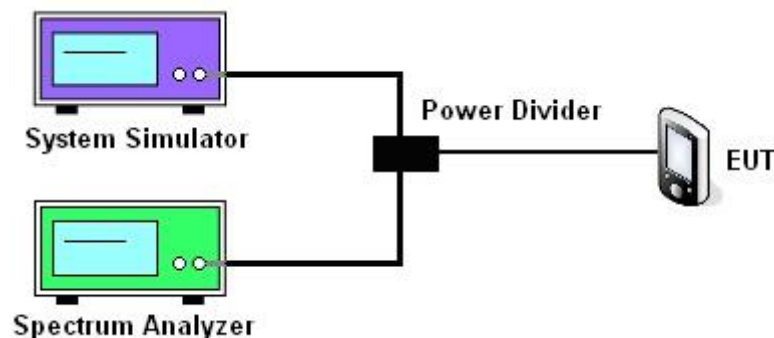 System Simulator
Power Divider
EUT
Spectrum Analyzer